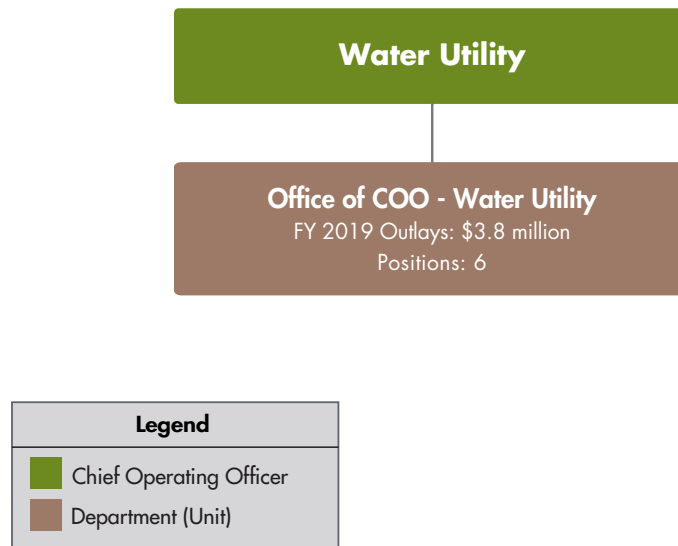 Water Utility
Office of COO - Water Utility
FY 2019 Outlays: $3.8 million
Positions: 6
Legend
Chief Operating Officer
Department (Unit)